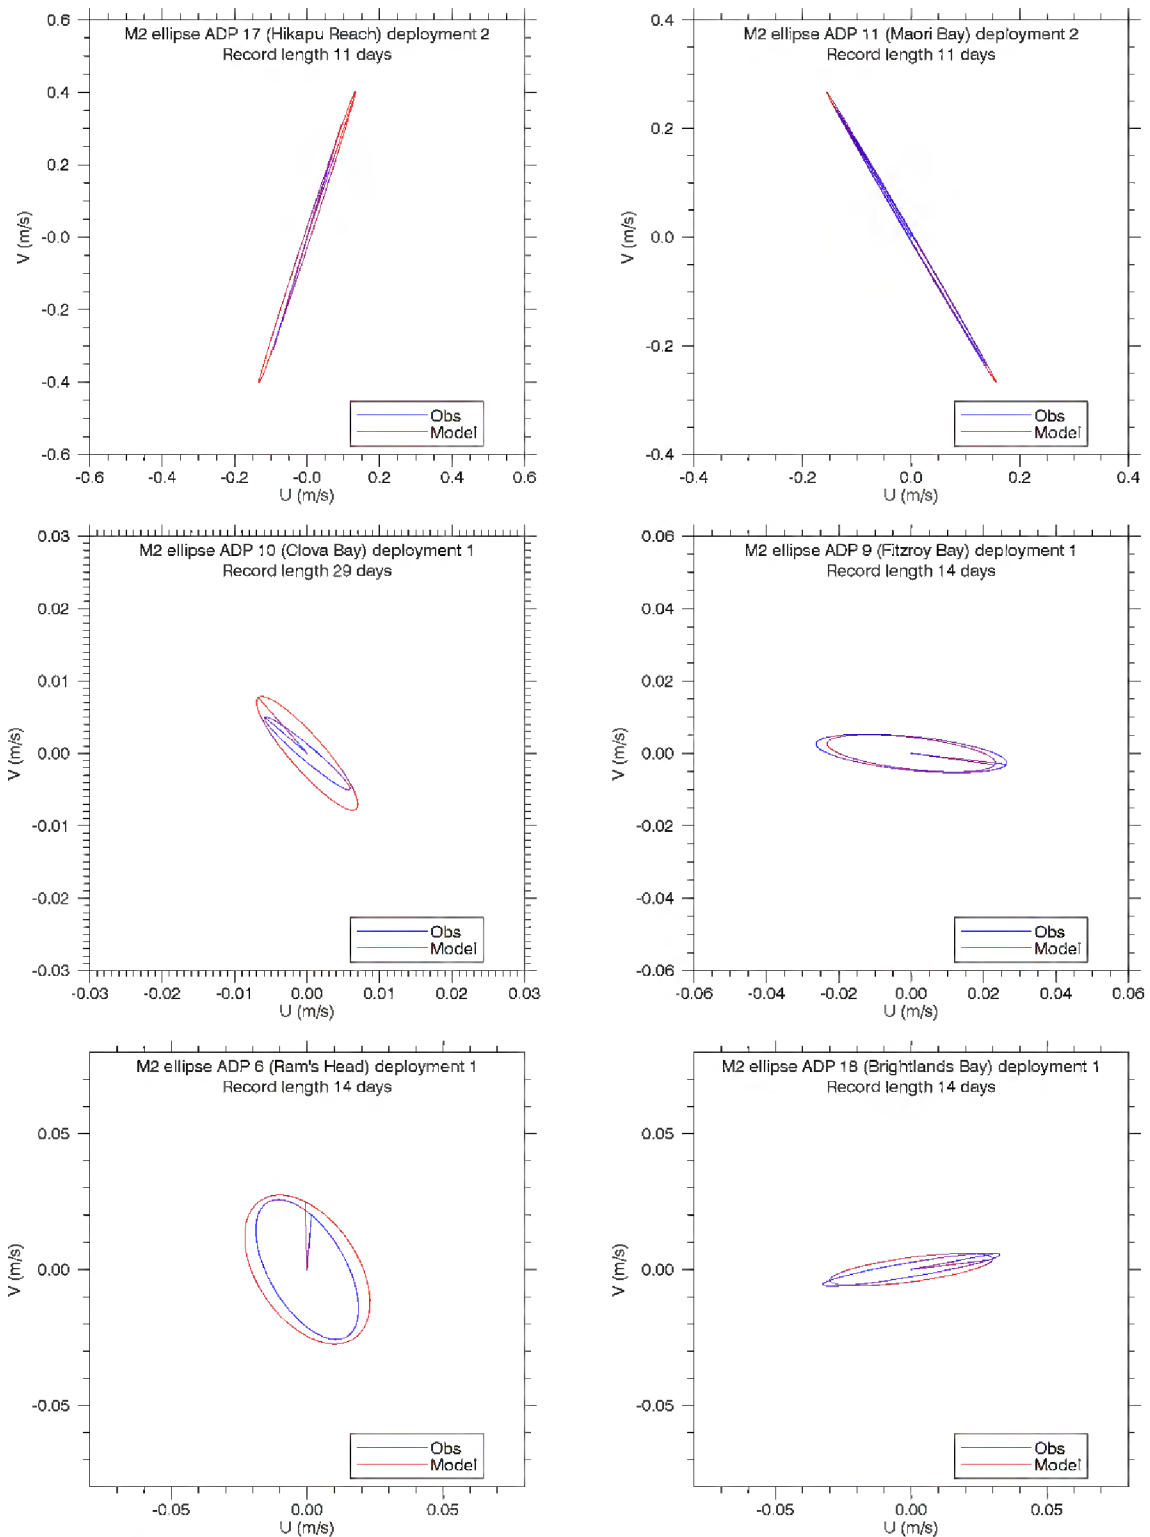 M2 ellipse ADP 17 (Hikapu Reach) deployment 2
Record length 11 days
0.6
0.4
0.2
-0.0
-0.2
-0.4
-0.6
V (m/s)
Obs
Model
-0.6 -0.4 -0.2 -0.0 0.2 0.4 0.6
U (m/s)
M2 ellipse ADP 11 (Maori Bay) deployment 2
Record length 11 days
0.4
0.2
0.0
-0.2
-0.4
V (m/s)
Obs
Model
-0.4 -0.2 0.0 0.2 0.4
U (m/s)
M2 ellipse ADP 10 (Clova Bay) deployment 1
Record length 29 days
0.03
0.02
0.01
0.00
-0.01
-0.02
-0.03
V (m/s)
Obs
Model
-0.03 -0.02 -0.01 0.00 0.01 0.02 0.03
U (m/s)
M2 ellipse ADP 9 (Fitzroy Bay) deployment 1
Record length 14 days
0.06
0.04
0.02
0.00
-0.02
-0.04
-0.06
V (m/s)
Obs
Model
-0.06 -0.04 -0.02 0.00 0.02 0.04 0.06
U (m/s)
M2 ellipse ADP 6 (Ram's Head) deployment 1
Record length 14 days
0.05
0.00
-0.05
V (m/s)
Obs
Model
-0.05 0.00 0.05
U (m/s)
M2 ellipse ADP 18 (Brightlands Bay) deployment 1
Record length 14 days
0.05
0.00
-0.05
V (m/s)
Obs
Model
-0.05 0.00 0.05
U (m/s)